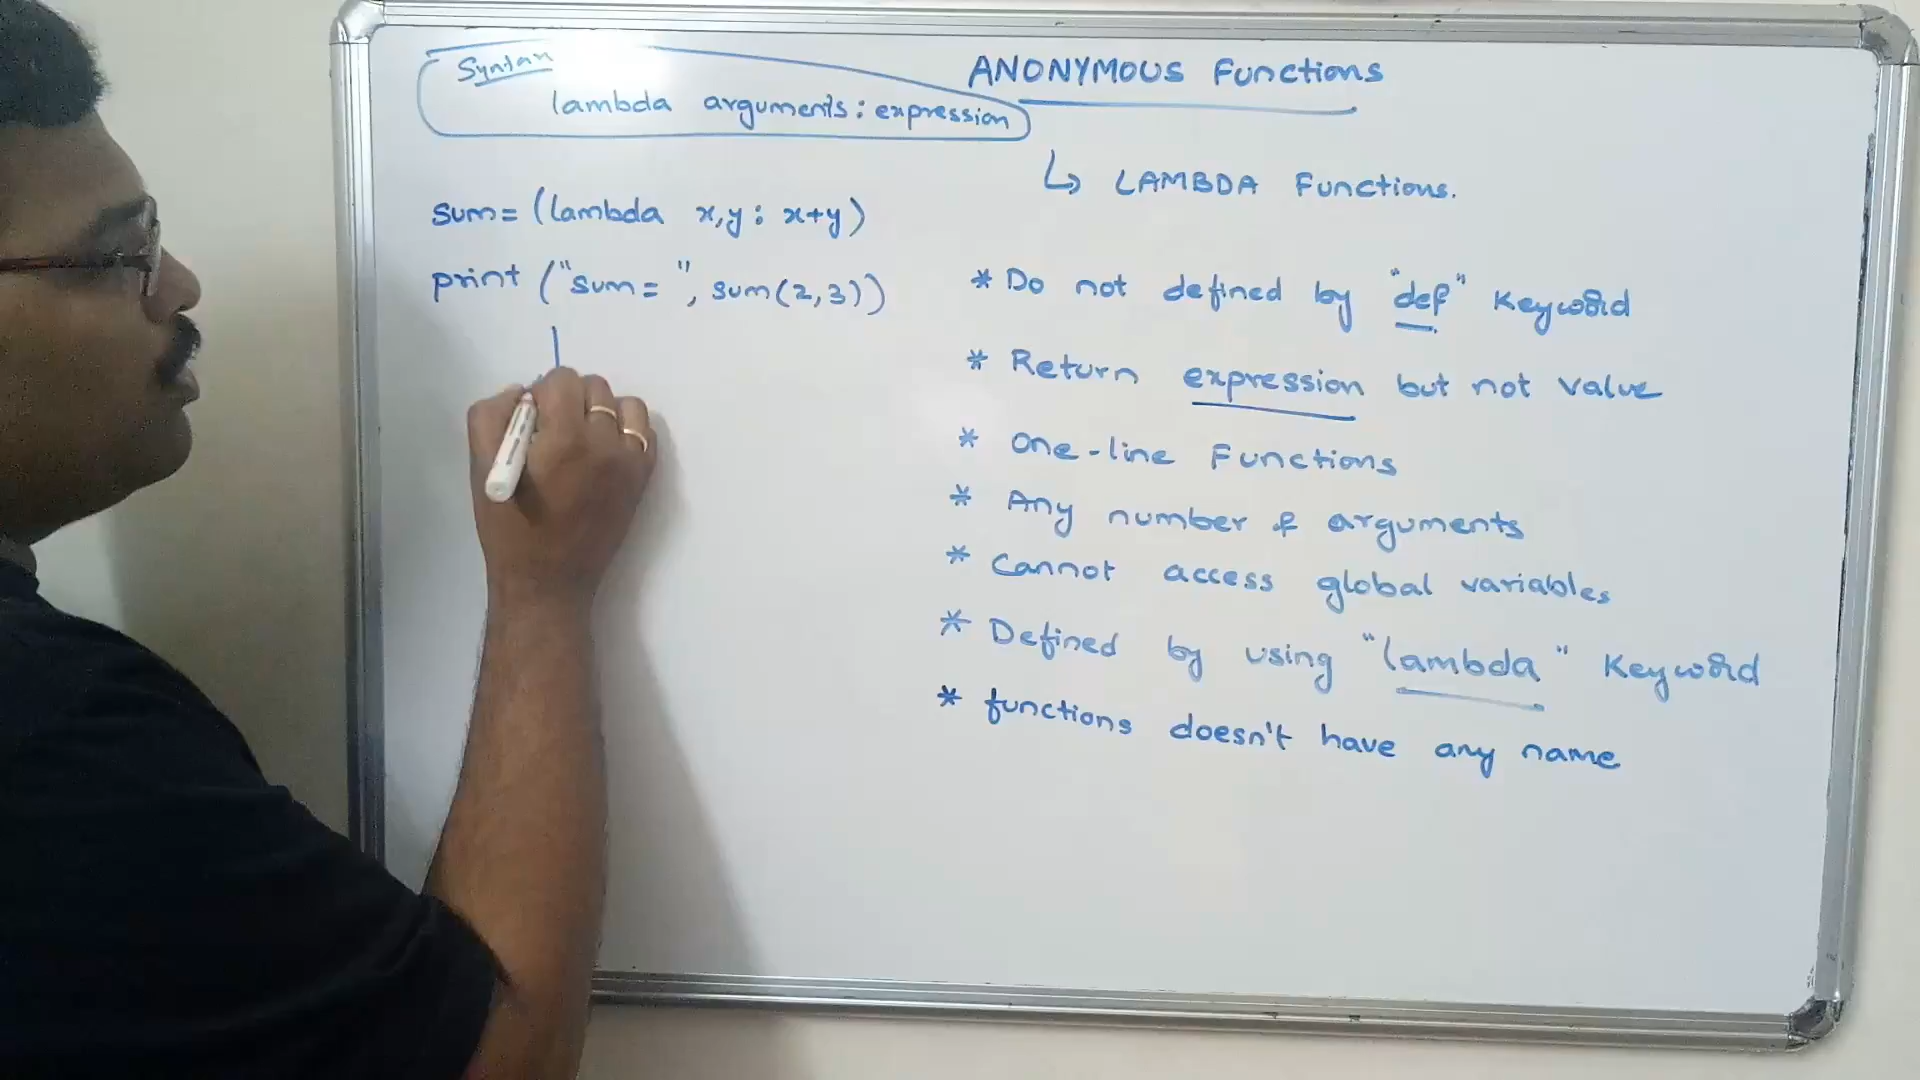 Syntax
lambda arguments: expression
sum= (lambda x,y: x+y)
print ("sum= ", sum(2,3))
ANONYMOUS Functions
↳ LAMBDA Functions.
* Do not defined by "def" Keyword
* Return expression but not value
* One-line Functions
* Any number of arguments
* Cannot access global variables
* Defined by using "lambda" Keyword
* functions doesn't have any name